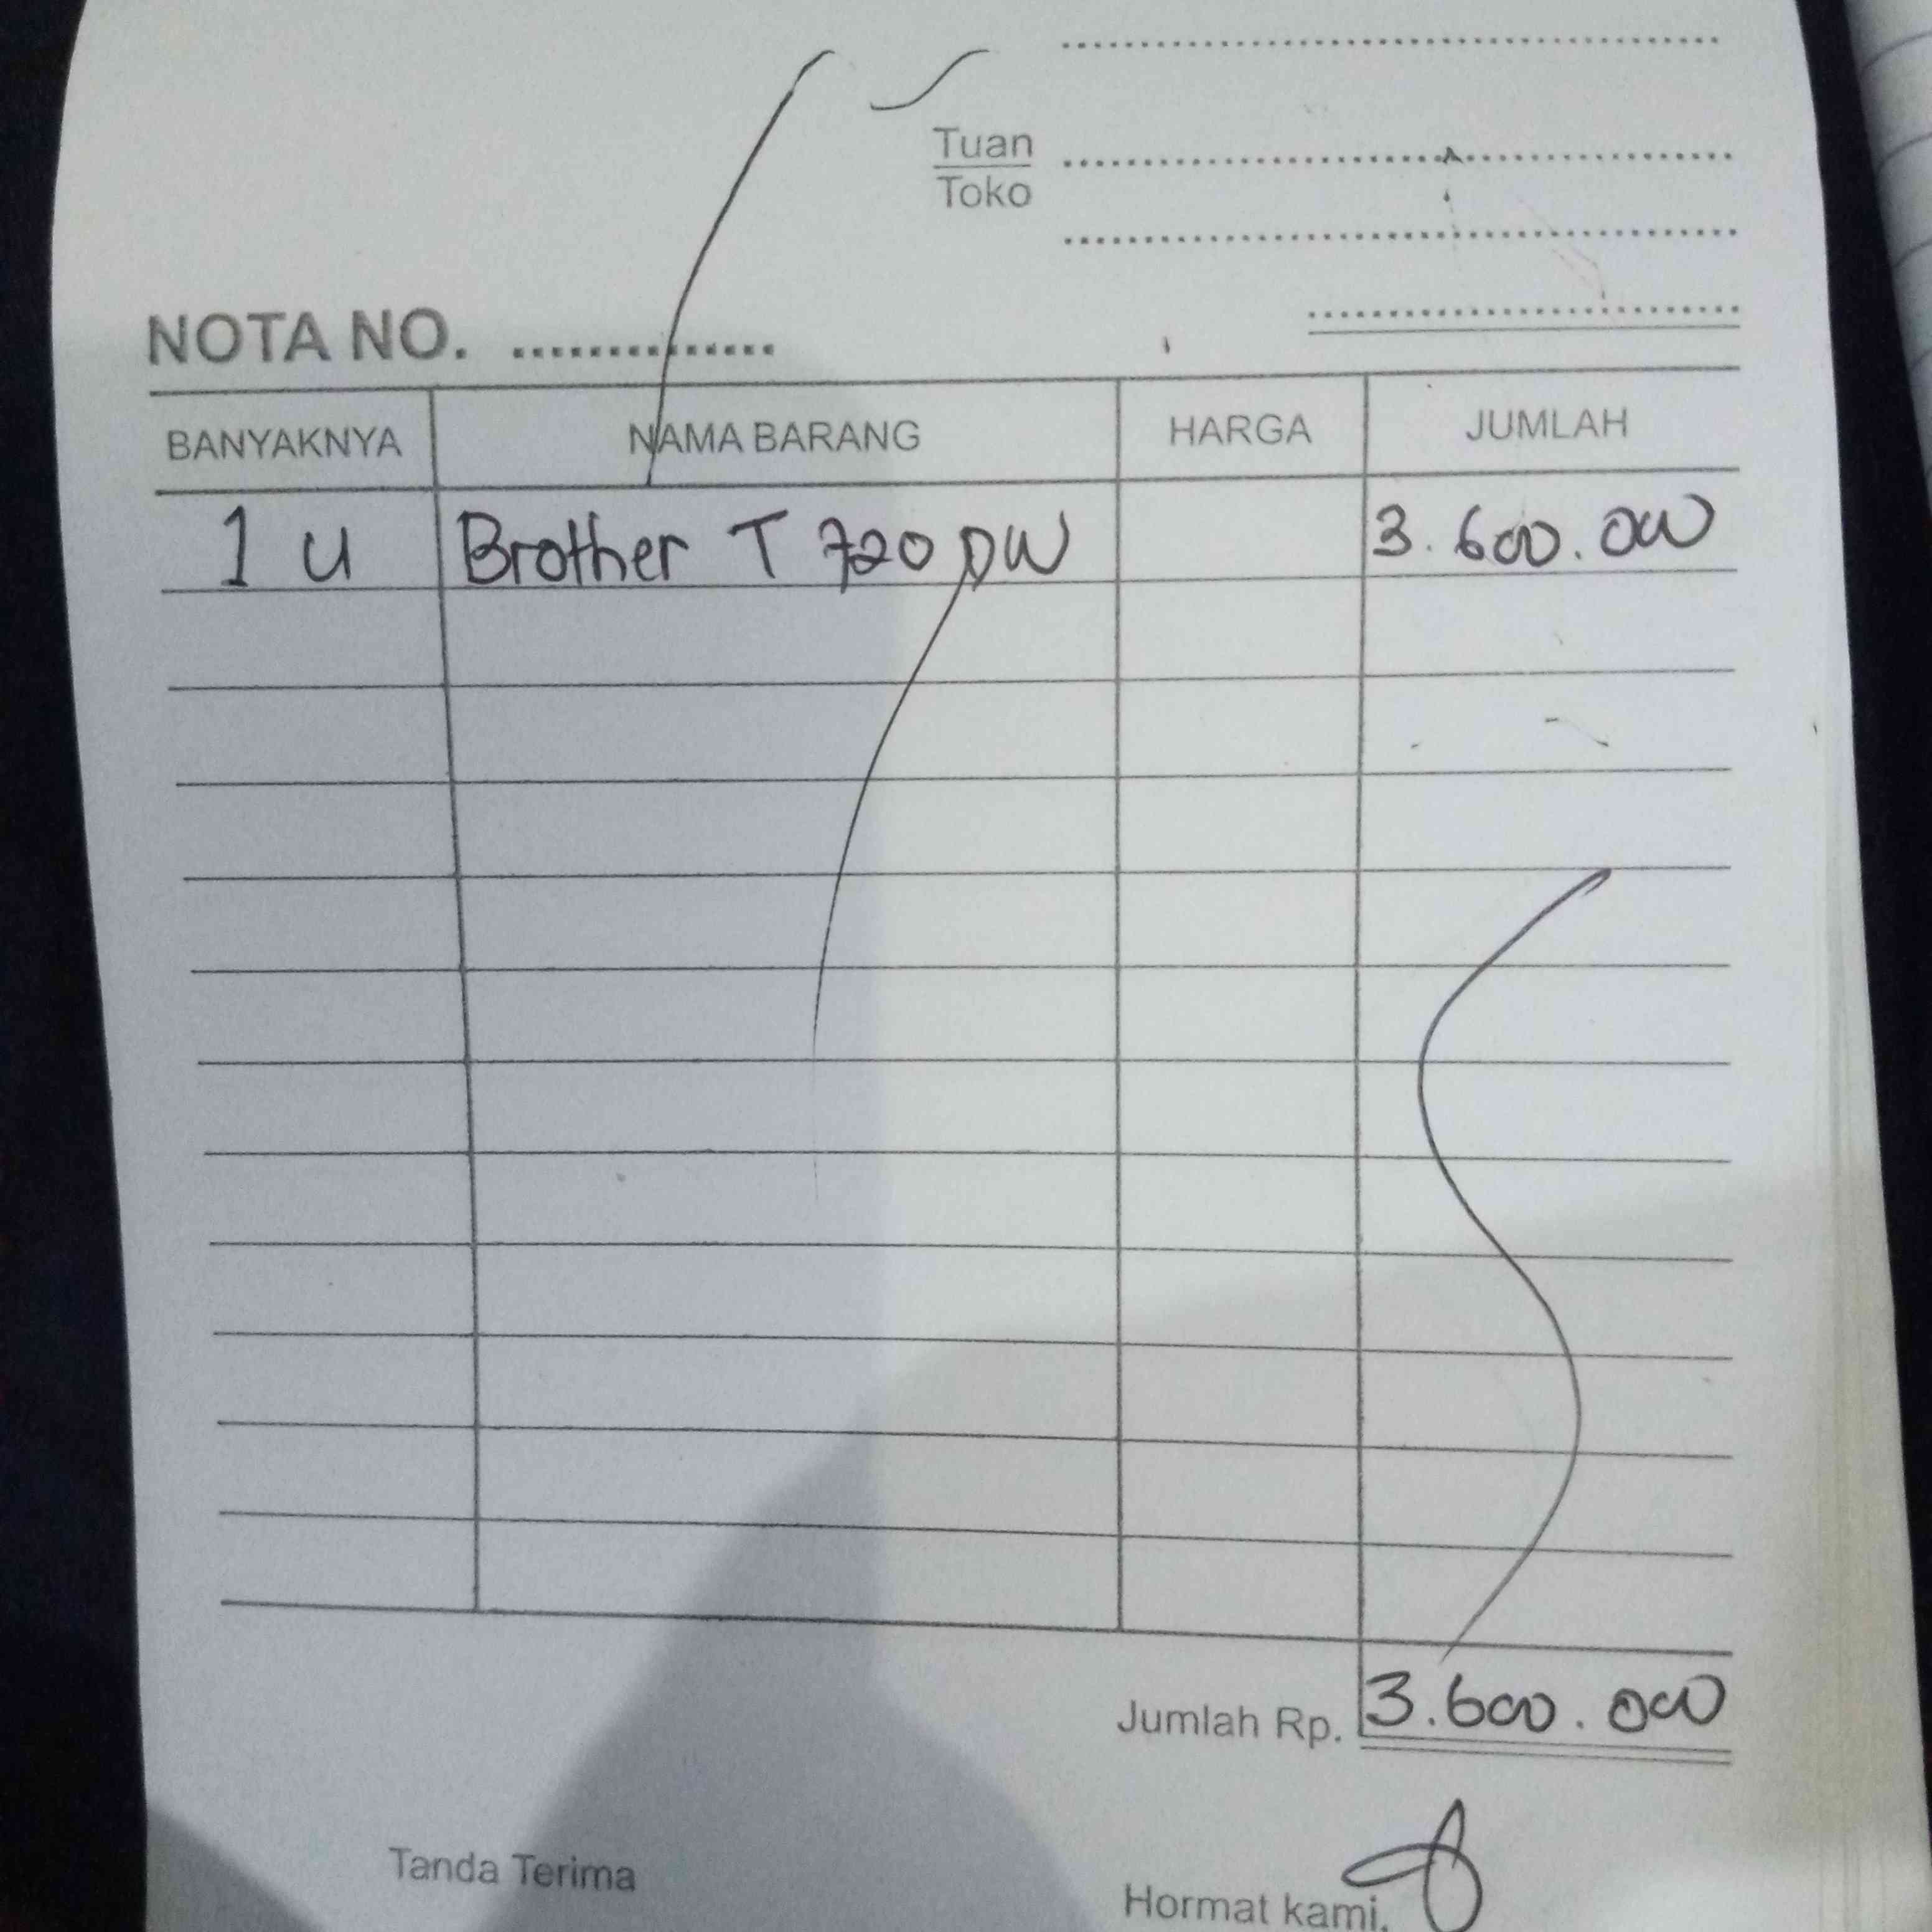 Tuan
Toko
NOTA NO. ..............
BANYAKNYA NAMA BARANG HARGA JUMLAH
1 U Brother T 720 DW 3.600.000
Jumlah Rp. 3.600.000
Tanda Terima Hormat kami,